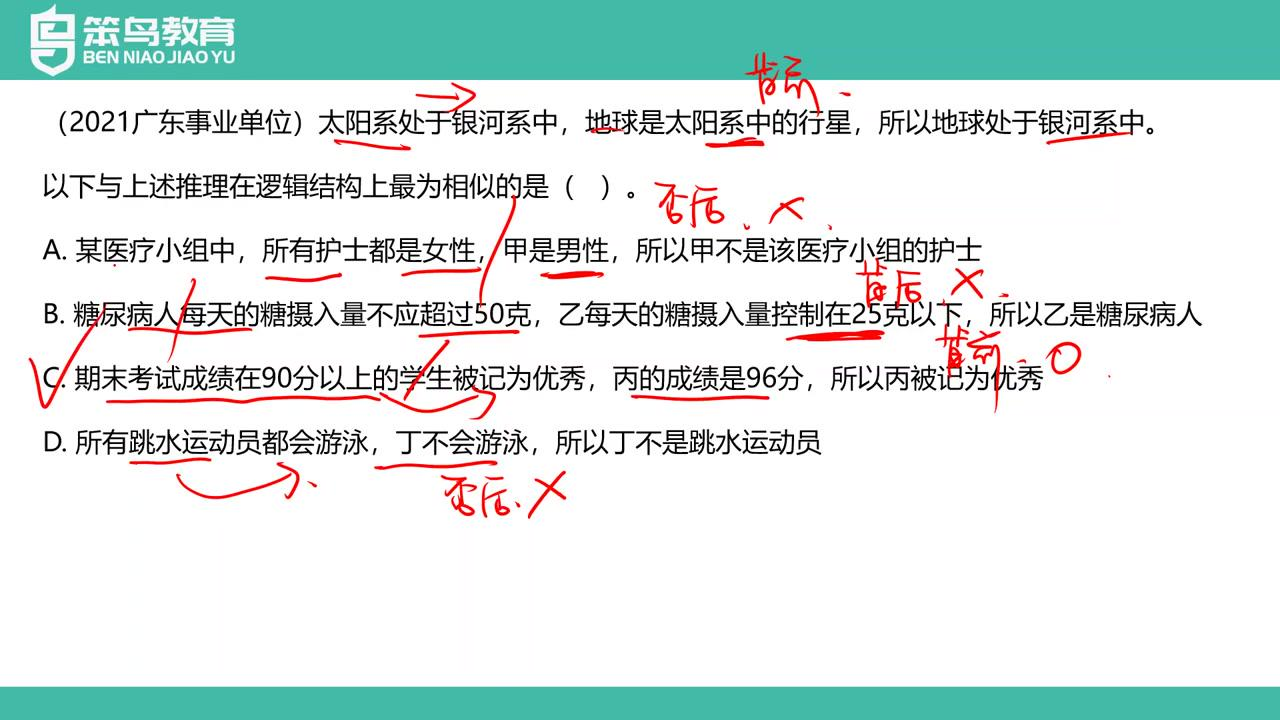 笨鸟教育
BEN NIAO JIAO YU
肯前.
（2021广东事业单位）太阳系处于银河系中，地球是太阳系中的行星，所以地球处于银河系中。
以下与上述推理在逻辑结构上最为相似的是（ ）。
否后. ×.
A. 某医疗小组中，所有护士都是女性，甲是男性，所以甲不是该医疗小组的护士
肯后. ×.
B. 糖尿病人每天的糖摄入量不应超过50克，乙每天的糖摄入量控制在25克以下，所以乙是糖尿病人
肯前.
C. 期末考试成绩在90分以上的学生被记为优秀，丙的成绩是96分，所以丙被记为优秀
D. 所有跳水运动员都会游泳，丁不会游泳，所以丁不是跳水运动员
否后. ×